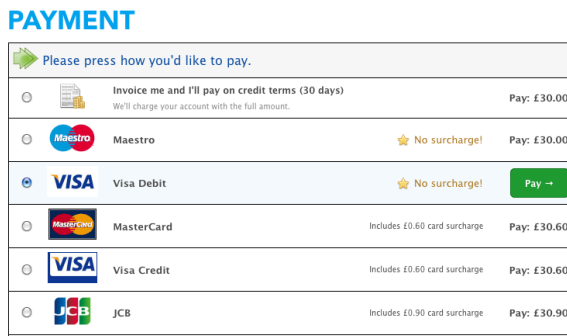 PAYMENT
Please press how you'd like to pay.
Invoice me and I'll pay on credit terms (30 days)
We'll charge your account with the full amount.
Pay: £30.00
Maestro
Maestro
No surcharge!
Pay: £30.00
VISA
Visa Debit
No surcharge!
Pay →
MasterCard
MasterCard
Includes £0.60 card surcharge
Pay: £30.60
VISA
Visa Credit
Includes £0.60 card surcharge
Pay: £30.60
JCB
JCB
Includes £0.90 card surcharge
Pay: £30.90